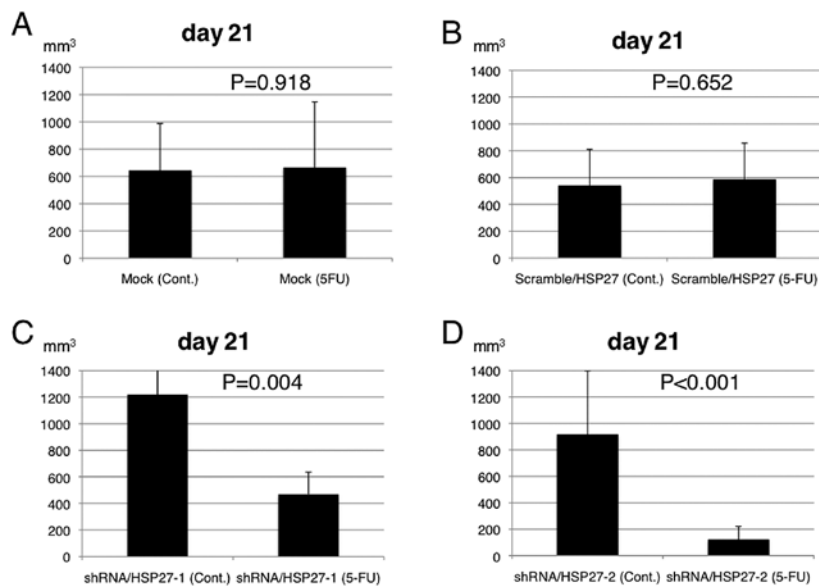 A
day 21
mm³
1400
1200
1000
800
600
400
200
0
P=0.918
Mock (Cont.) Mock (5FU)
B
day 21
mm³
1400
1200
1000
800
600
400
200
0
P=0.652
Scramble/HSP27 (Cont.) Scramble/HSP27 (5-FU)
C
day 21
mm³
1400
1200
1000
800
600
400
200
0
P=0.004
shRNA/HSP27-1 (Cont.) shRNA/HSP27-1 (5-FU)
D
day 21
mm³
1400
1200
1000
800
600
400
200
0
P<0.001
shRNA/HSP27-2 (Cont.) shRNA/HSP27-2 (5-FU)